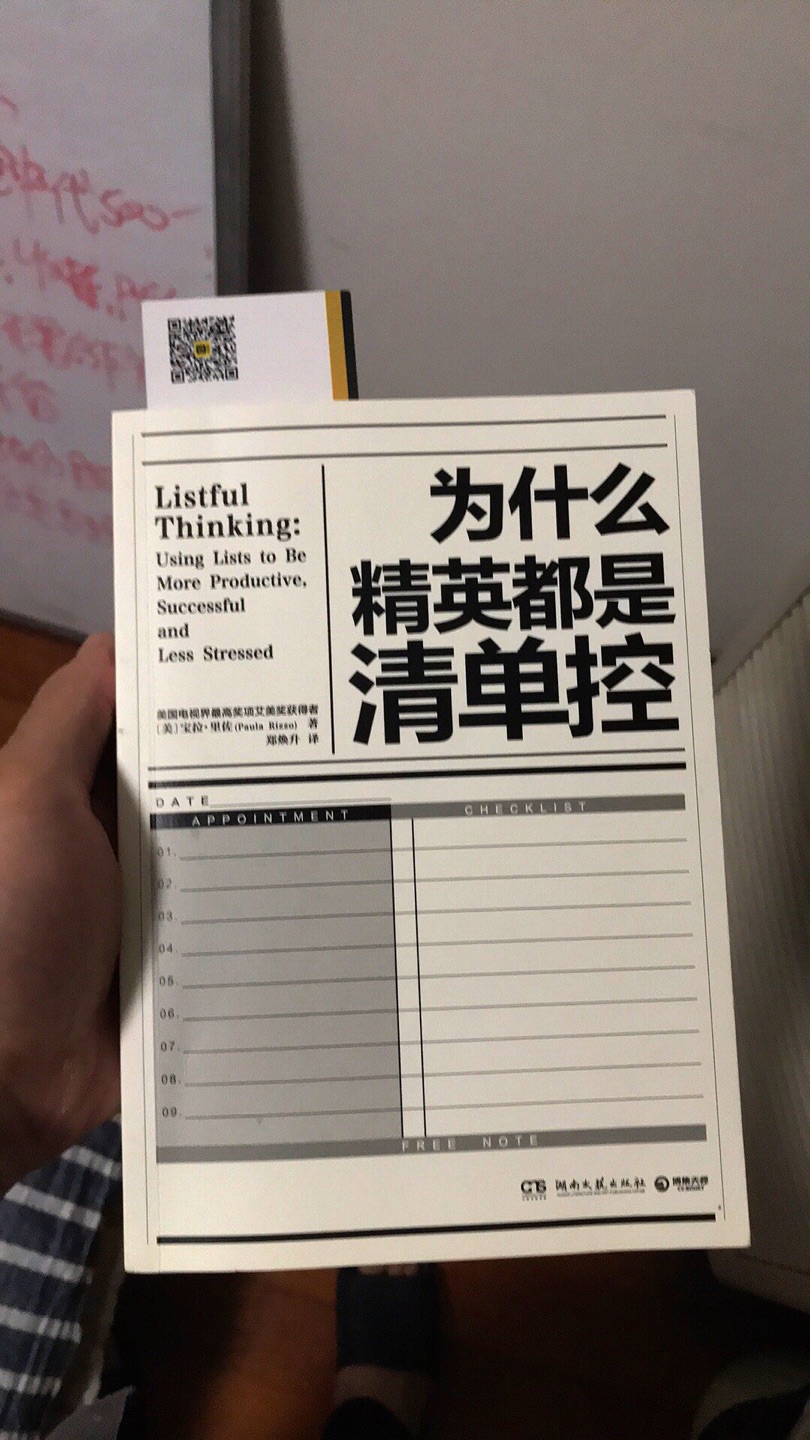 Listful
Thinking:
Using Lists to Be
More Productive,
Successful
and
Less Stressed
美国电视界最高奖项艾美奖获得者
[美]宝拉·里佐(Paula Rizzo) 著
郑焕升 译
为什么
精英都是
清单控
DATE
APPOINTMENT
CHECKLIST
01.
02.
03.
04.
05.
06.
07.
08.
09.
FREE NOTE
湖南文艺出版社
博集天卷